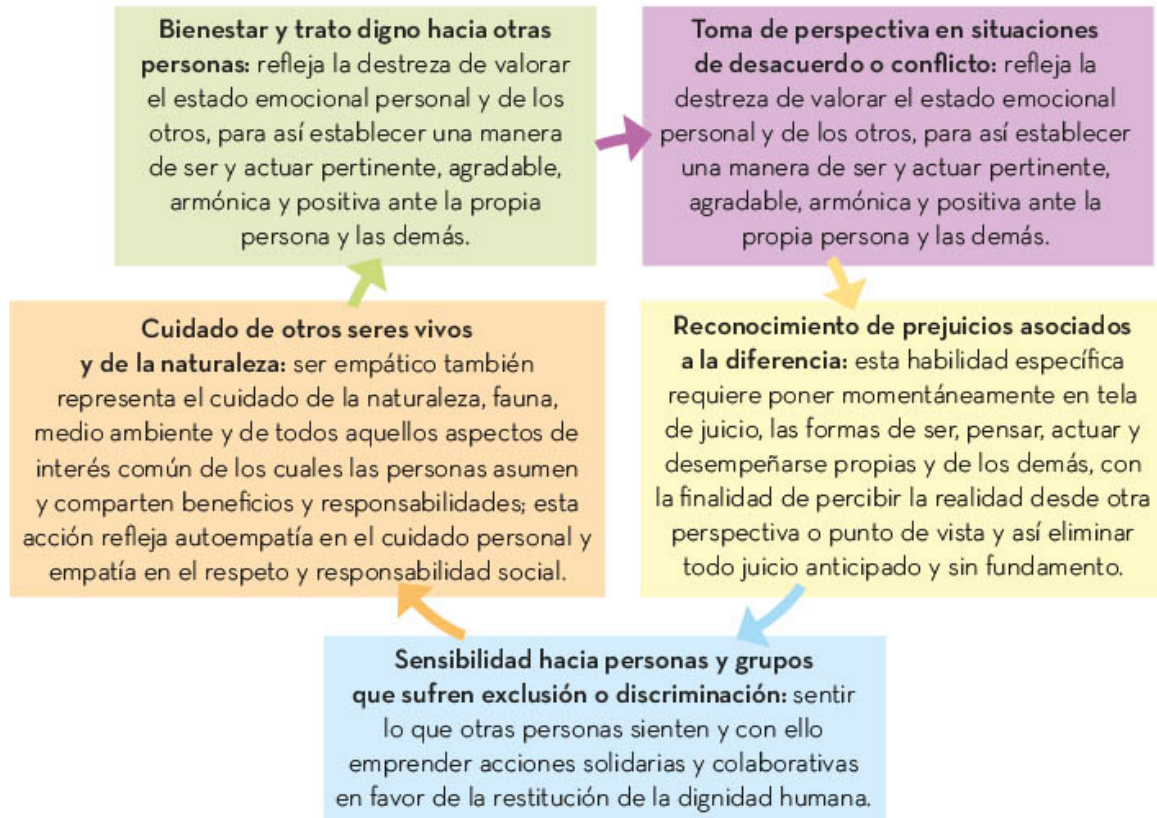 Bienestar y trato digno hacia otras
personas: refleja la destreza de valorar
el estado emocional personal y de los
otros, para así establecer una manera
de ser y actuar pertinente, agradable,
armónica y positiva ante la propia
persona y las demás.
Toma de perspectiva en situaciones
de desacuerdo o conflicto: refleja la
destreza de valorar el estado emocional
personal y de los otros, para así establecer
una manera de ser y actuar pertinente,
agradable, armónica y positiva ante la
propia persona y las demás.
Reconocimiento de prejuicios asociados
a la diferencia: esta habilidad específica
requiere poner momentáneamente en tela
de juicio, las formas de ser, pensar, actuar y
desempeñarse propias y de los demás, con
la finalidad de percibir la realidad desde otra
perspectiva o punto de vista y así eliminar
todo juicio anticipado y sin fundamento.
Sensibilidad hacia personas y grupos
que sufren exclusión o discriminación: sentir
lo que otras personas sienten y con ello
emprender acciones solidarias y colaborativas
en favor de la restitución de la dignidad humana.
Cuidado de otros seres vivos
y de la naturaleza: ser empático también
representa el cuidado de la naturaleza, fauna,
medio ambiente y de todos aquellos aspectos de
interés común de los cuales las personas asumen
y comparten beneficios y responsabilidades; esta
acción refleja autoempatía en el cuidado personal y
empatía en el respeto y responsabilidad social.